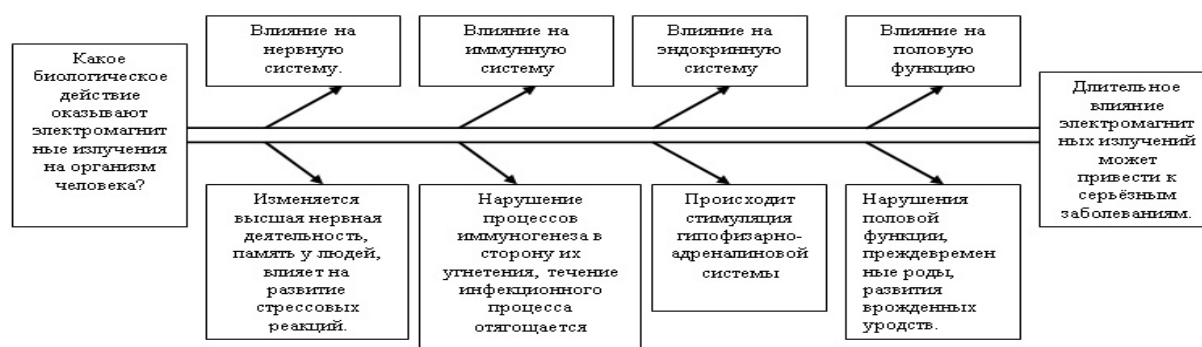 Какое
биологическое
действие
оказывают
электромагнит
ные излучения
на организм
человека?
Влияние на
нервную
систему.
Влияние на
иммунную
систему
Влияние на
эндокринную
систему
Влияние на
половую
функцию
Изменяется
высшая нервная
деятельность,
память у людей,
влияет на
развитие
стрессовых
реакций.
Нарушение
процессов
иммуногенеза в
сторону их
угнетения, течение
инфекционного
процесса
отягощается
Происходит
стимуляция
гипофизарно-
адреналиновой
системы
Нарушения
половой
функции,
преждевремен
ные роды,
развития
врожденных
уродств.
Длительное
влияние
электромагнит
ных излучений
может
привести к
серьёзным
заболеваниям.